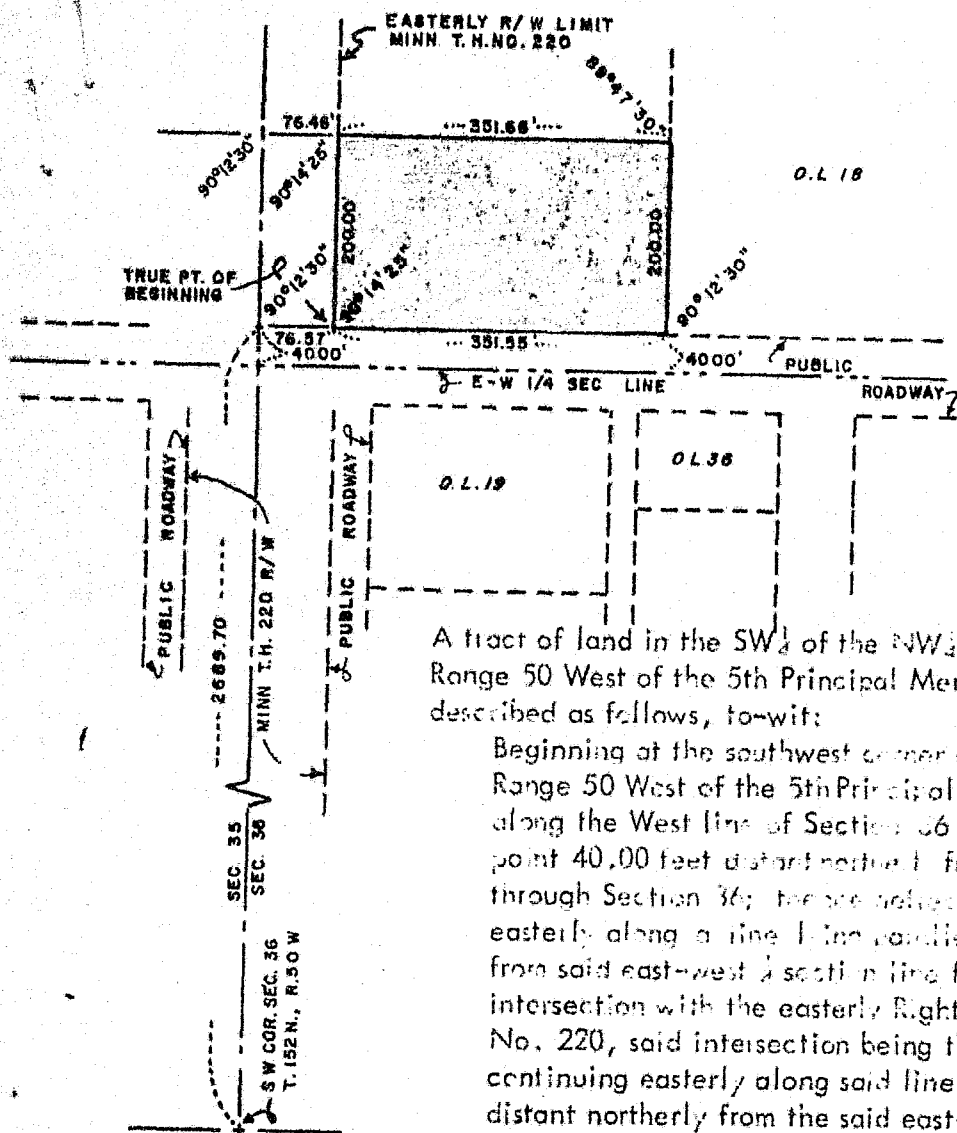 EASTERLY R/W LIMIT
MINN T.H.NO. 220
89°47'30"
76.46'
351.66'
90°12'30"
90°14'25"
O.L 18
200.00'
200.00'
TRUE PT. OF
BEGINNING
90°12'30"
90°12'30"
76.57'
351.55'
40.00'
40.00'
PUBLIC
E-W 1/4 SEC LINE
ROADWAY
PUBLIC ROADWAY
PUBLIC ROADWAY
O.L.19
O L 36
MINN T.H. 220 R/W
2689.70
SEC. 35
SEC. 36
S W COR. SEC. 36
T. 152 N., R. 50 W
A tract of land in the SW¼ of the NW¼
Range 50 West of the 5th Principal Mer
described as follows, to-wit:
Beginning at the southwest corner
Range 50 West of the 5th Principal
along the West line of Section 36
point 40.00 feet distant
through Section 36;
easterly along a line
from said east-west ¼ section line
intersection with the easterly Right
No. 220, said intersection being t
continuing easterly along said line
distant northerly from the said east-